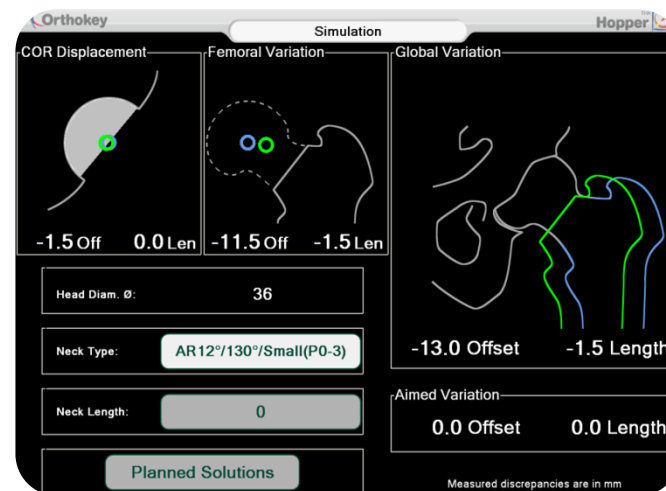 Orthokey
Simulation
Hopper
COR Displacement
Femoral Variation
Global Variation
-1.5 Off 0.0 Len
-11.5 Off -1.5 Len
-13.0 Offset -1.5 Length
Head Diam. Ø: 36
Neck Type: AR12°/130°/Small(P0-3)
Neck Length: 0
Aimed Variation
0.0 Offset 0.0 Length
Planned Solutions
Measured discrepancies are in mm